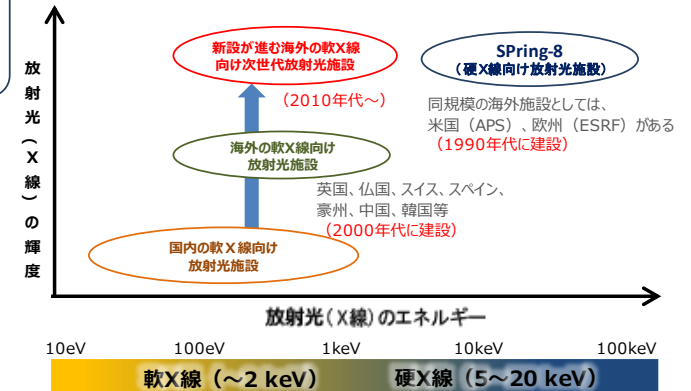 放射光(X線)の輝度
新設が進む海外の軟X線
向け次世代放射光施設
(2010年代~)
SPring-8
(硬X線向け放射光施設)
同規模の海外施設としては、
米国(APS)、欧州(ESRF)がある
(1990年代に建設)
海外の軟X線向け
放射光施設
英国、仏国、スイス、スペイン、
豪州、中国、韓国等
(2000年代に建設)
国内の軟X線向け
放射光施設
放射光(X線)のエネルギー
10eV 100eV 1keV 10keV 100keV
軟X線(~2 keV) 硬X線(5~20 keV)